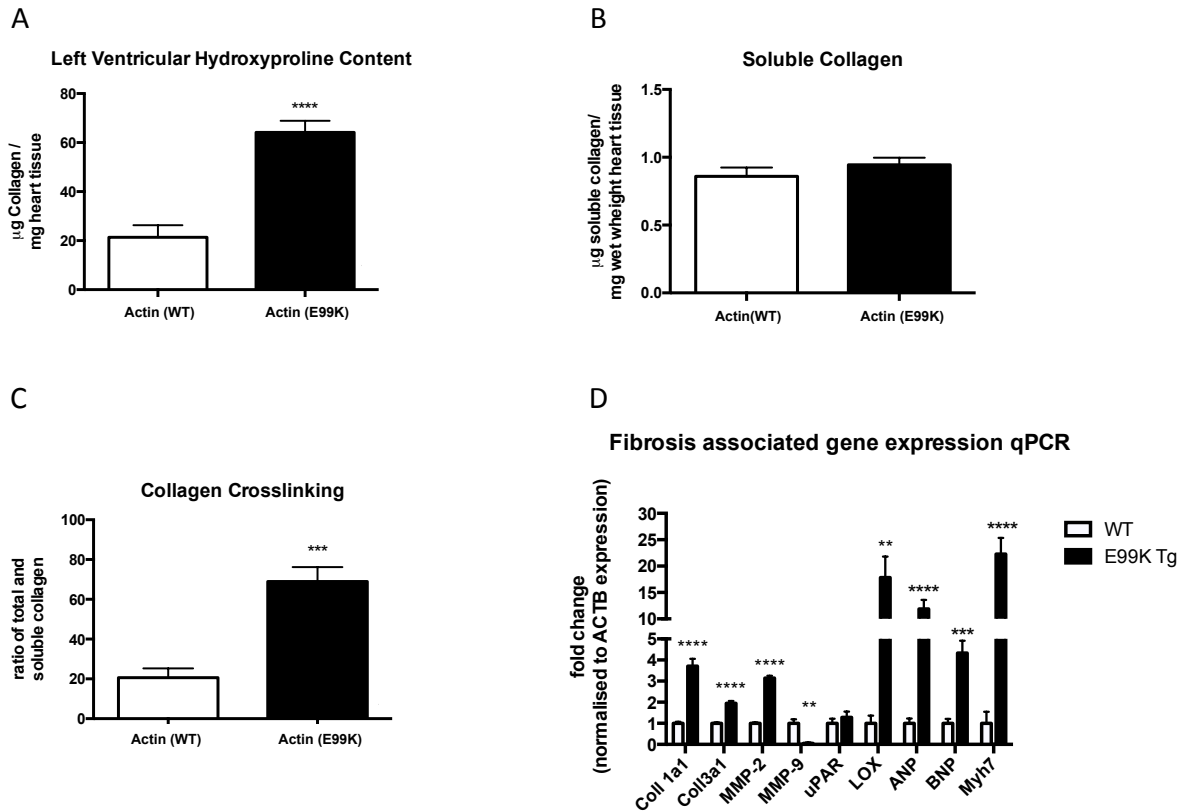 A
Left Ventricular Hydroxyproline Content
µg Collagen /
mg heart tissue
80
60
40
20
0
****
Actin (WT)
Actin (E99K)
B
Soluble Collagen
µg soluble collagen/
mg wet wheight heart tissue
1.5
1.0
0.5
0.0
Actin(WT)
Actin (E99K)
C
Collagen Crosslinking
ratio of total and
soluble collagen
100
80
60
40
20
0
***
Actin (WT)
Actin (E99K)
D
Fibrosis associated gene expression qPCR
fold change
(normalised to ACTB expression)
30
25
20
15
10
5
4
3
2
1
0
****
****
****
**
**
****
***
****
Coll 1a1
Coll3a1
MMP-2
MMP-9
uPAR
LOX
ANP
BNP
Myh7
WT
E99K Tg